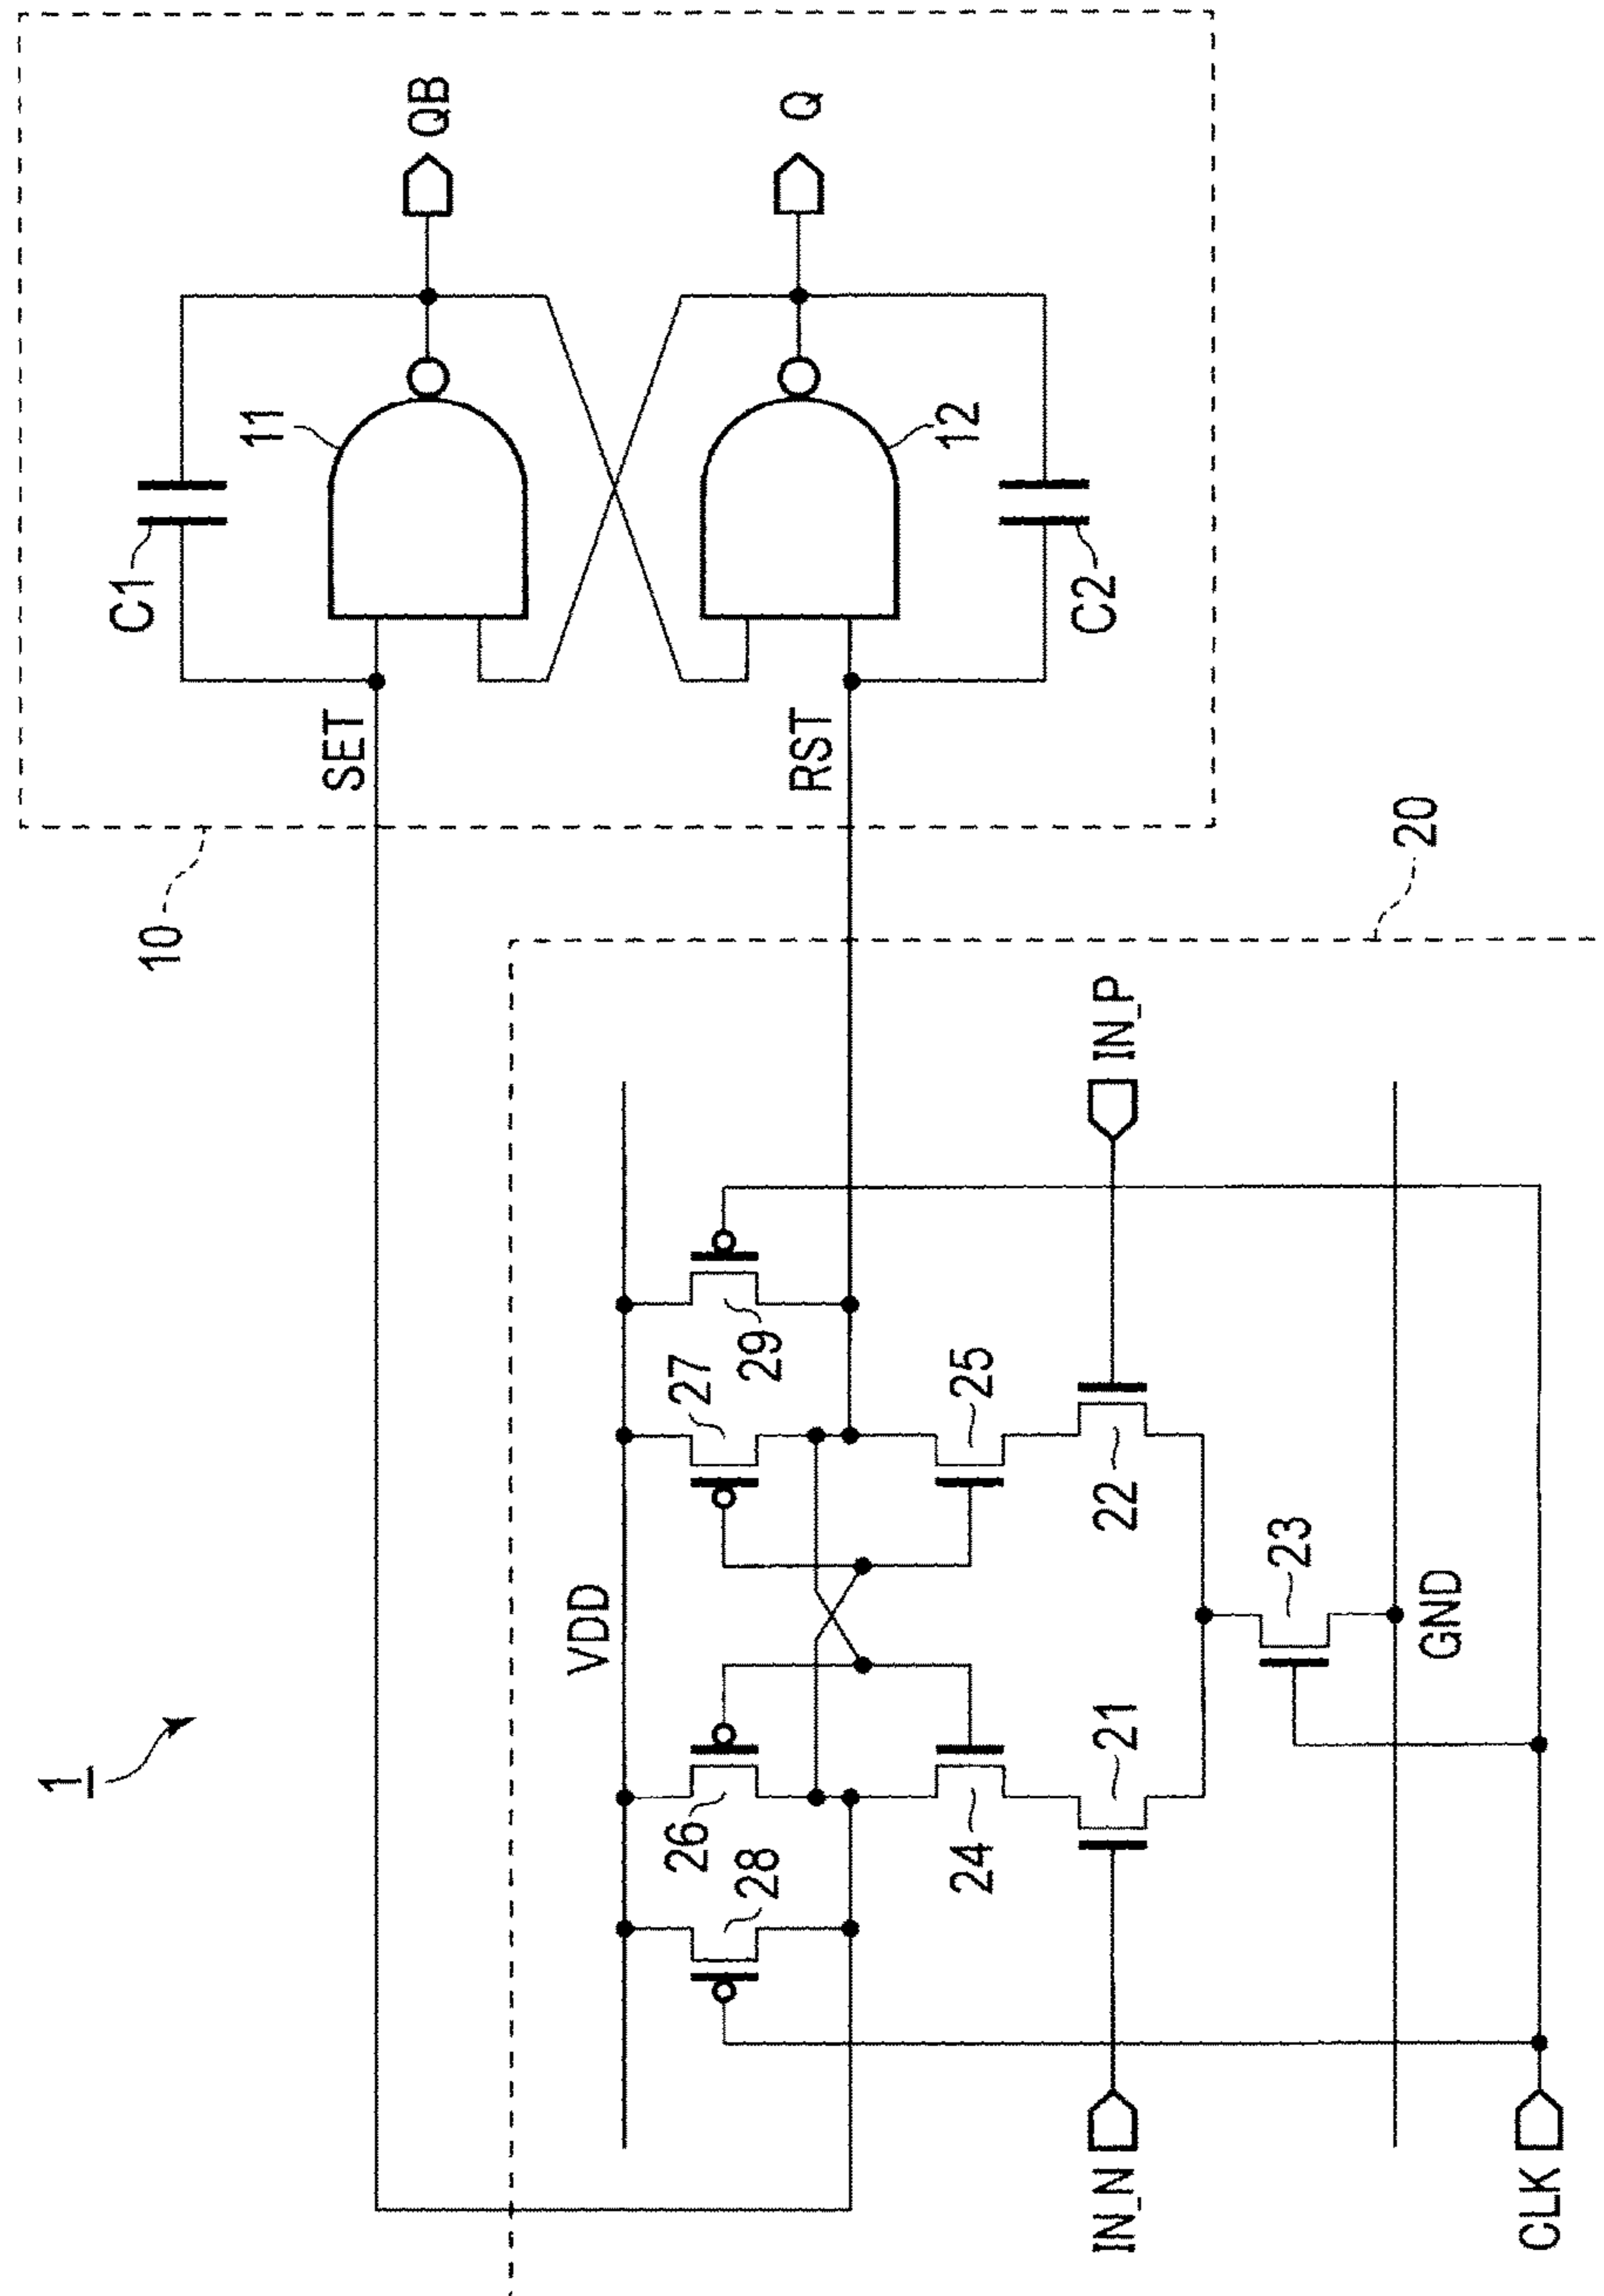 1
10
C1
11
QB
SET
Q
RST
12
C2
20
VDD
28
26
27
29
24
25
IN_N
21
22
IN_P
23
GND
CLK